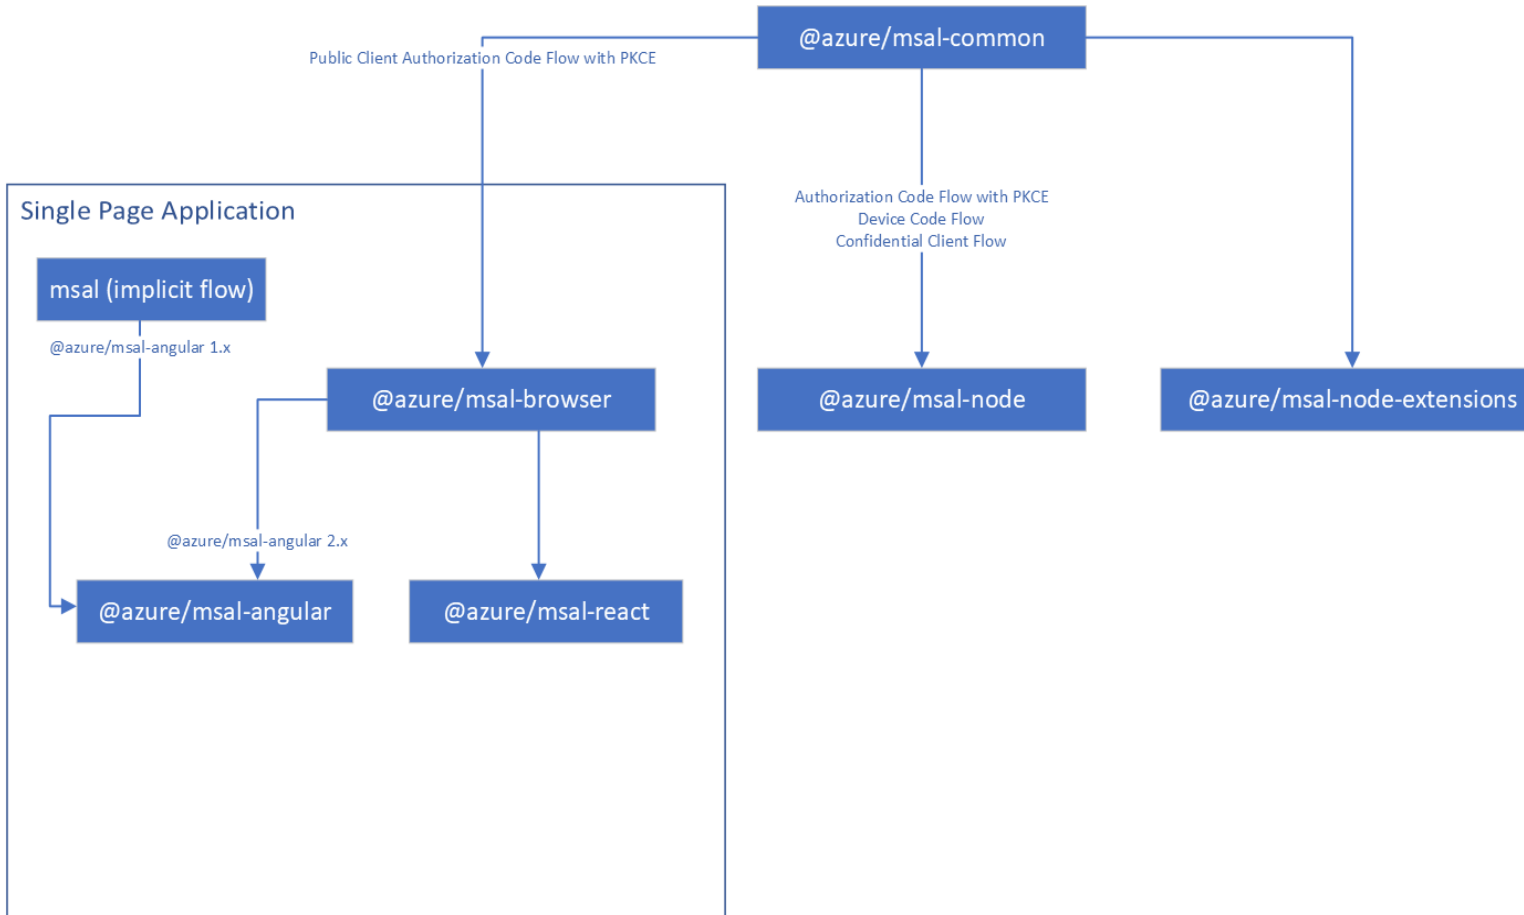 @azure/msal-common
Public Client Authorization Code Flow with PKCE
Authorization Code Flow with PKCE
Device Code Flow
Confidential Client Flow
Single Page Application
msal (implicit flow)
@azure/msal-angular 1.x
@azure/msal-browser
@azure/msal-node
@azure/msal-node-extensions
@azure/msal-angular 2.x
@azure/msal-angular
@azure/msal-react